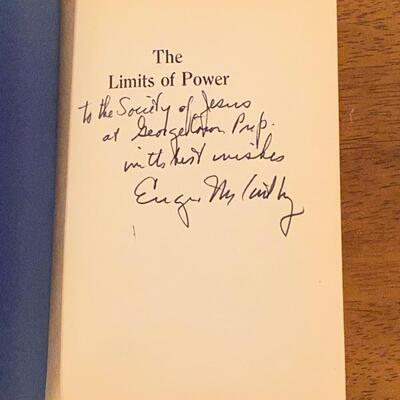 The
Limits of Power
to the Society of Jesus
at Georgetown Prep.
with best wishes
Eugene McCarthy